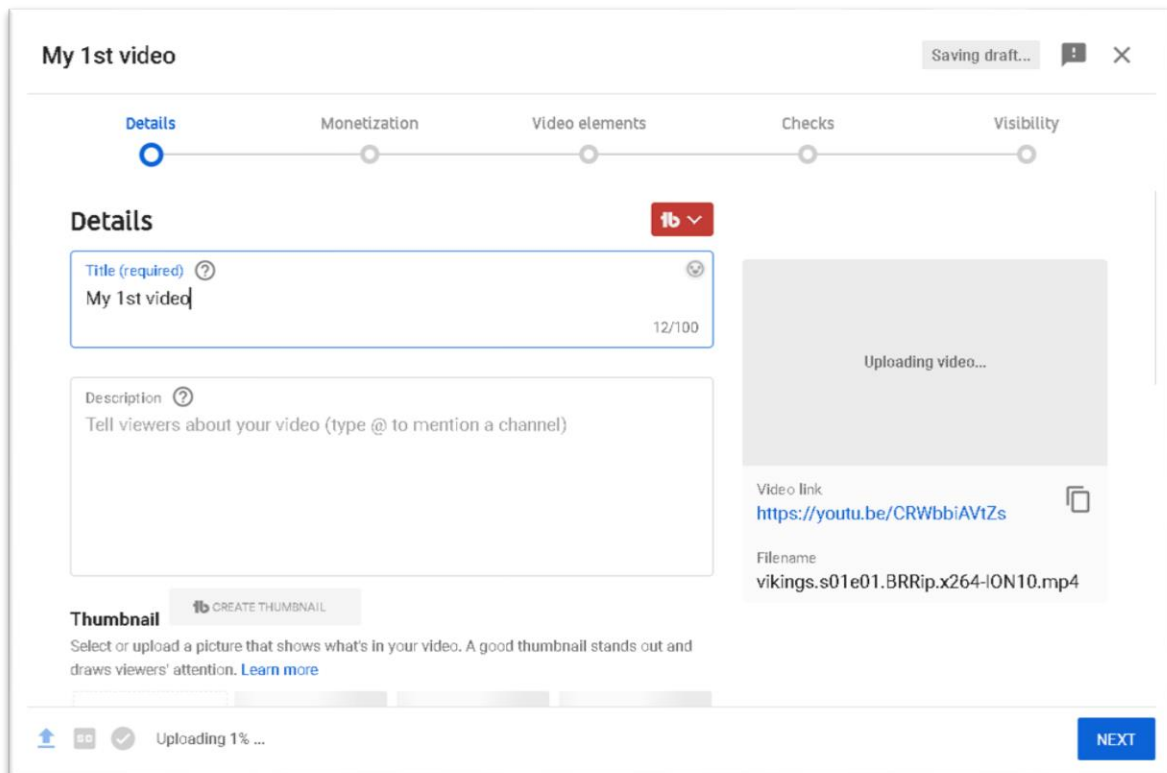 My 1st video
Saving draft...
Details
Monetization
Video elements
Checks
Visibility
Details
Title (required)
My 1st video
12/100
Description
Tell viewers about your video (type @ to mention a channel)
Uploading video...
Video link
https://youtu.be/CRWbbiAVtZs
Filename
vikings.s01e01.BRRip.x264-ION10.mp4
Thumbnail
CREATE THUMBNAIL
Select or upload a picture that shows what's in your video. A good thumbnail stands out and
draws viewers' attention. Learn more
Uploading 1% ...
NEXT